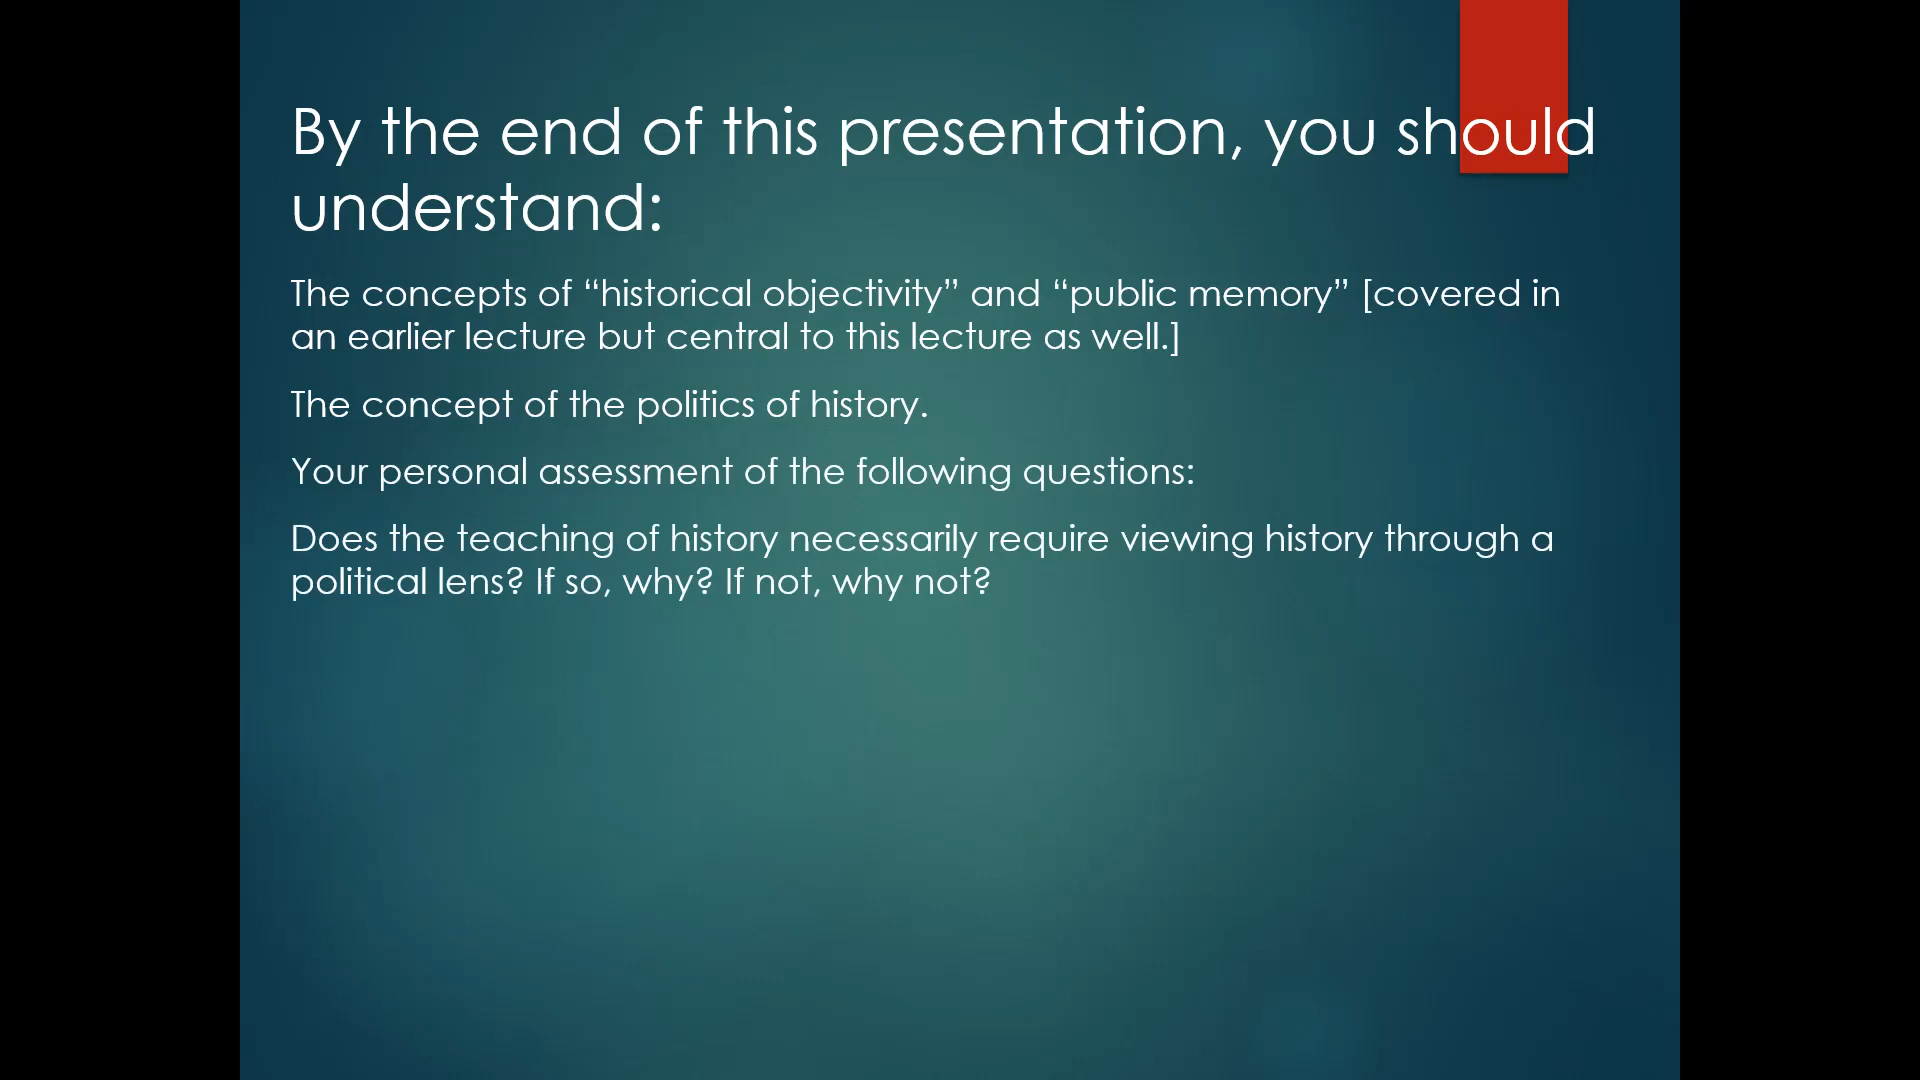 By the end of this presentation, you should
understand:
The concepts of “historical objectivity” and “public memory” [covered in
an earlier lecture but central to this lecture as well.]
The concept of the politics of history.
Your personal assessment of the following questions:
Does the teaching of history necessarily require viewing history through a
political lens? If so, why? If not, why not?